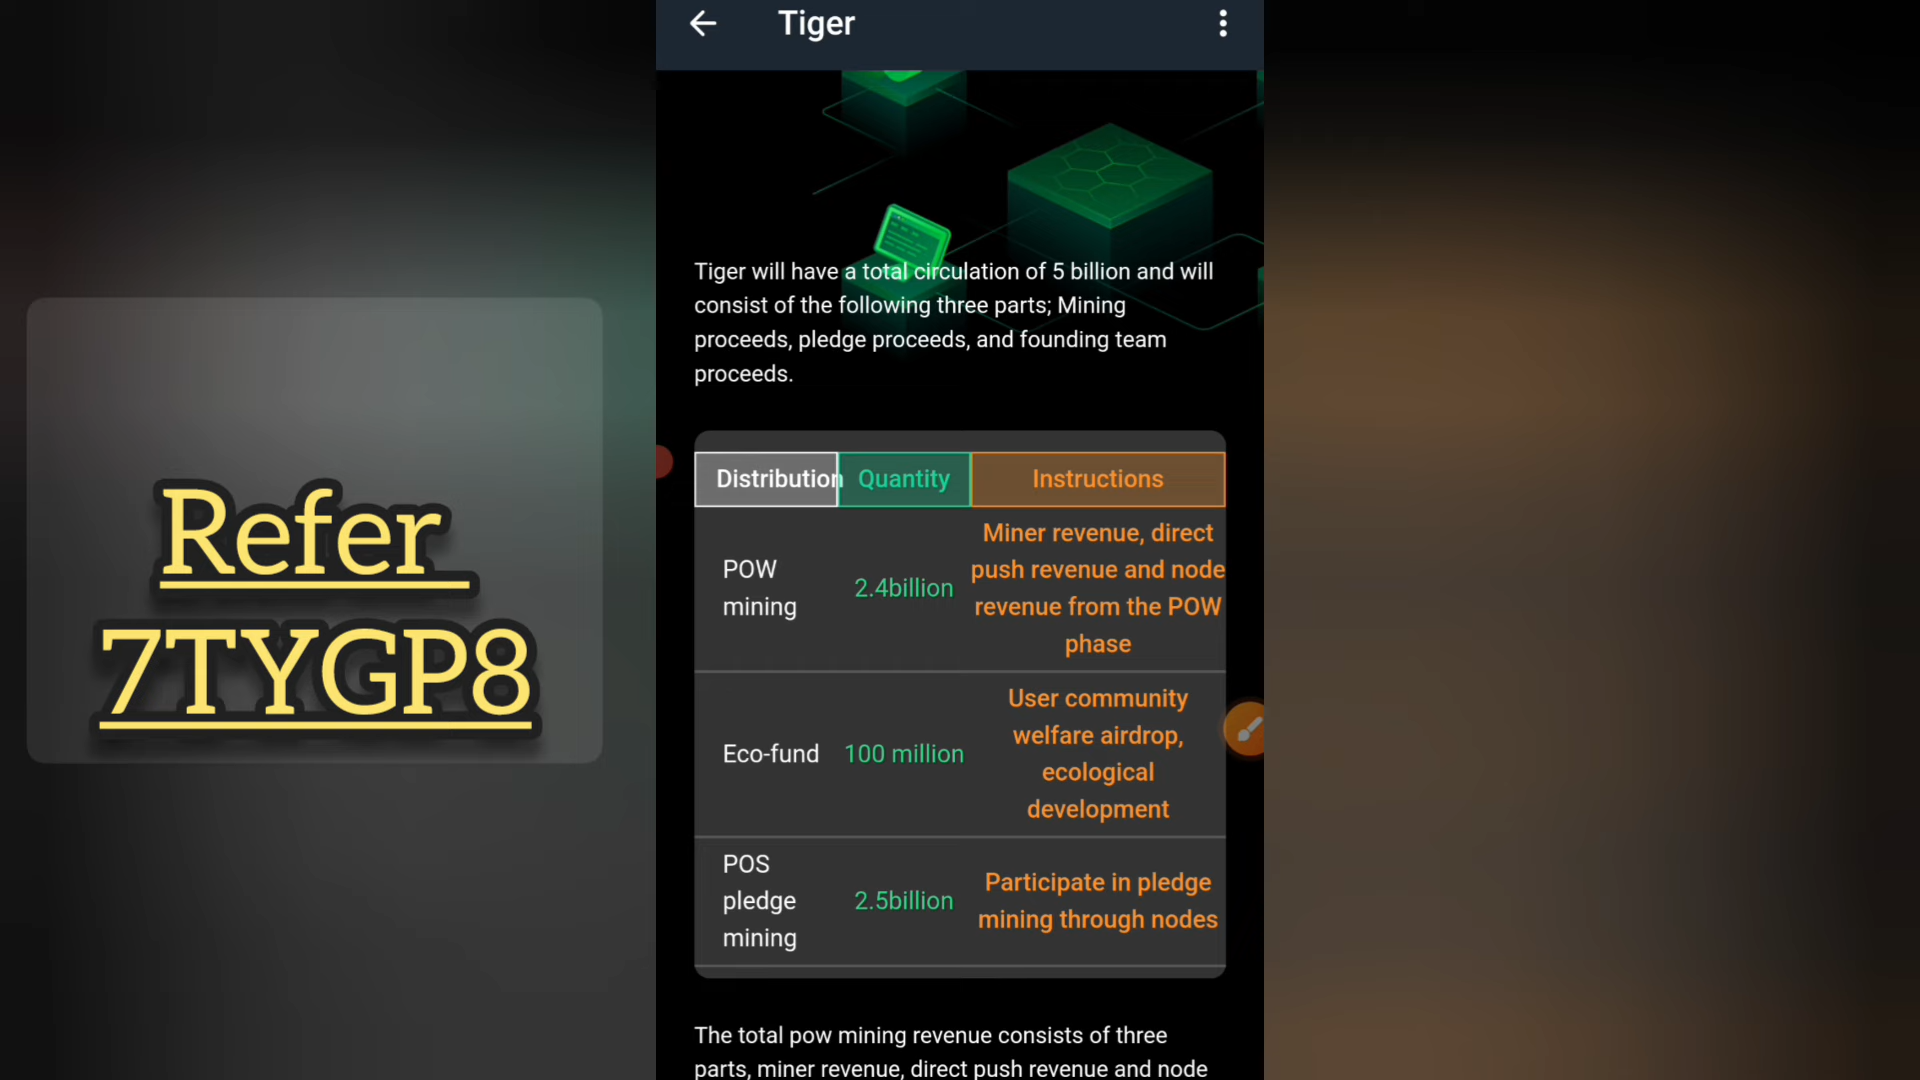 Refer
7TYGP8
Tiger
Tiger will have a total circulation of 5 billion and will
consist of the following three parts; Mining
proceeds, pledge proceeds, and founding team
proceeds.
Distribution Quantity Instructions
POW
mining
2.4billion
Miner revenue, direct
push revenue and node
revenue from the POW
phase
Eco-fund
100 million
User community
welfare airdrop,
ecological
development
POS
pledge
mining
2.5billion
Participate in pledge
mining through nodes
The total pow mining revenue consists of three
parts, miner revenue, direct push revenue and node